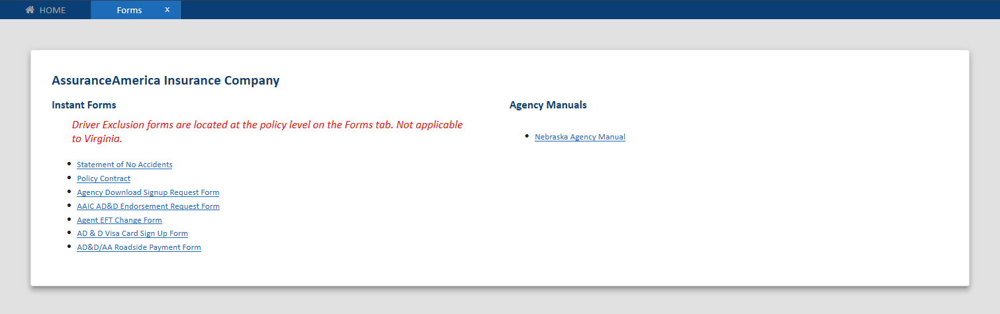 HOME
Forms x
AssuranceAmerica Insurance Company
Instant Forms
Driver Exclusion forms are located at the policy level on the Forms tab. Not applicable
to Virginia.
Statement of No Accidents
Policy Contract
Agency Download Signup Request Form
AAIC AD&D Endorsement Request Form
Agent EFT Change Form
AD & D Visa Card Sign Up Form
AD&D/AA Roadside Payment Form
Agency Manuals
Nebraska Agency Manual